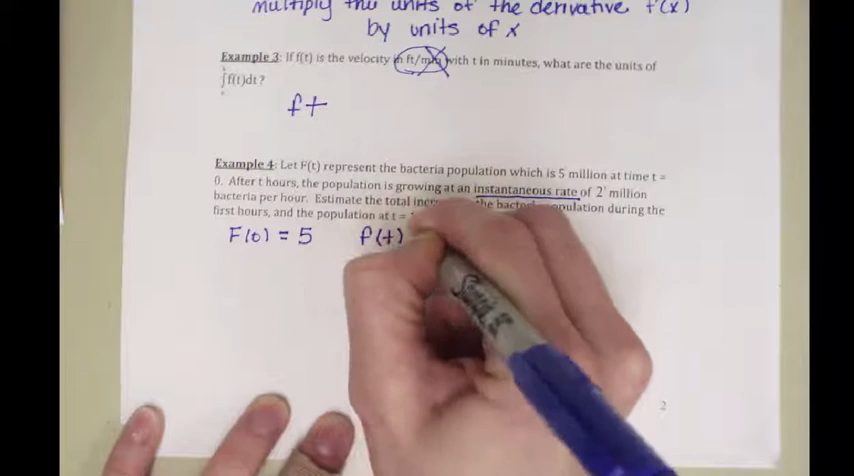 multiply the units of the derivative f'(x)
by units of x
Example 3: If f(t) is the velocity in ft/min with t in minutes, what are the units of
∫f(t)dt?
ft
Example 4: Let F(t) represent the bacteria population which is 5 million at time t =
0. After t hours, the population is growing at an instantaneous rate of 2ᵗ million
bacteria per hour. Estimate the total the bacteria population during the
first hours, and the population at t =
F(0) = 5 f(t)
2